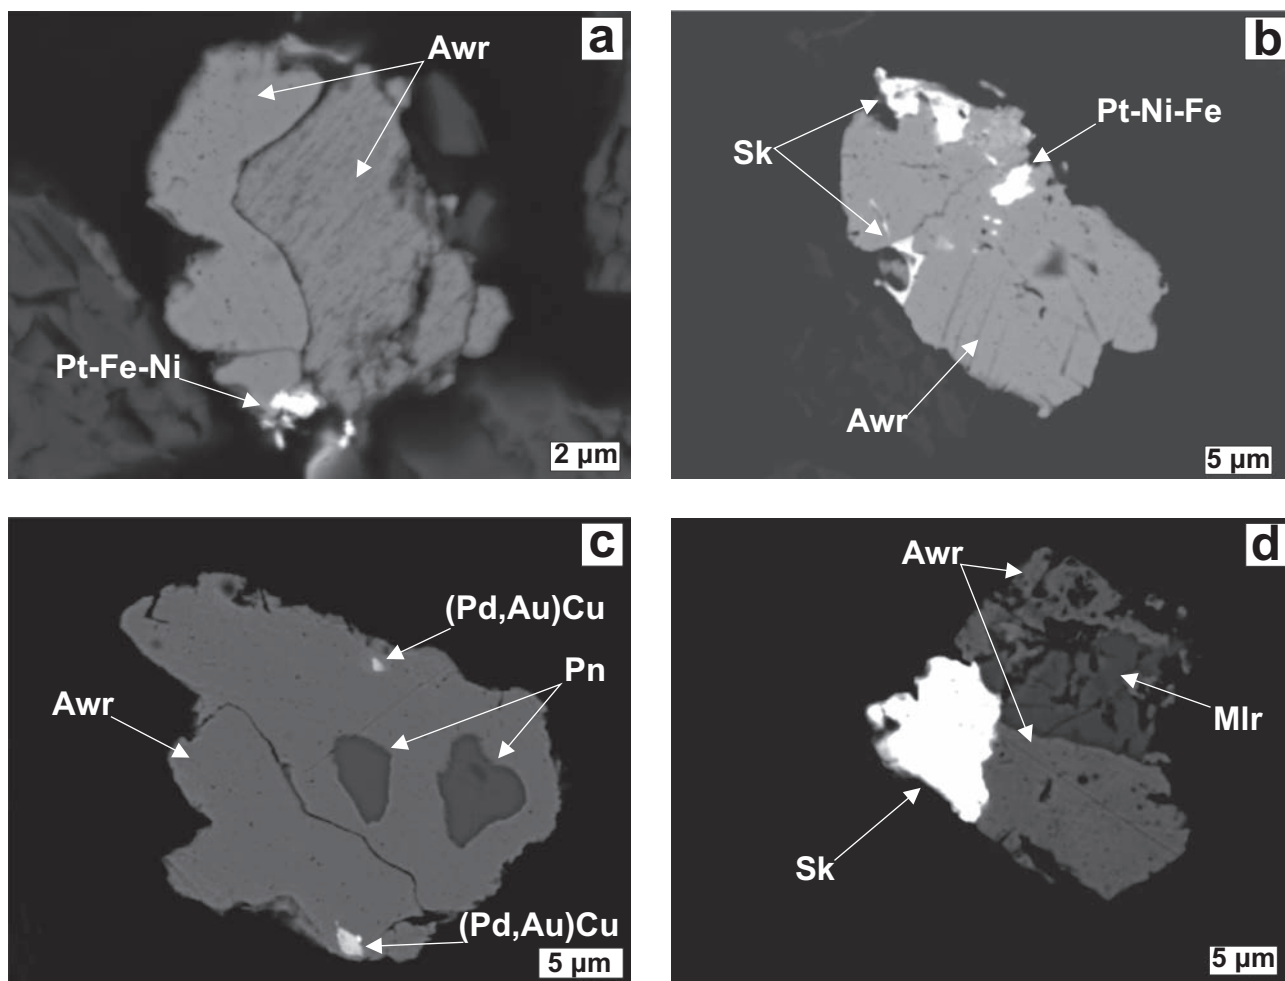 a
Awr
Pt-Fe-Ni
2 µm
b
Pt-Ni-Fe
Sk
Awr
5 µm
c
(Pd,Au)Cu
Pn
Awr
(Pd,Au)Cu
5 µm
d
Awr
Mlr
Sk
5 µm